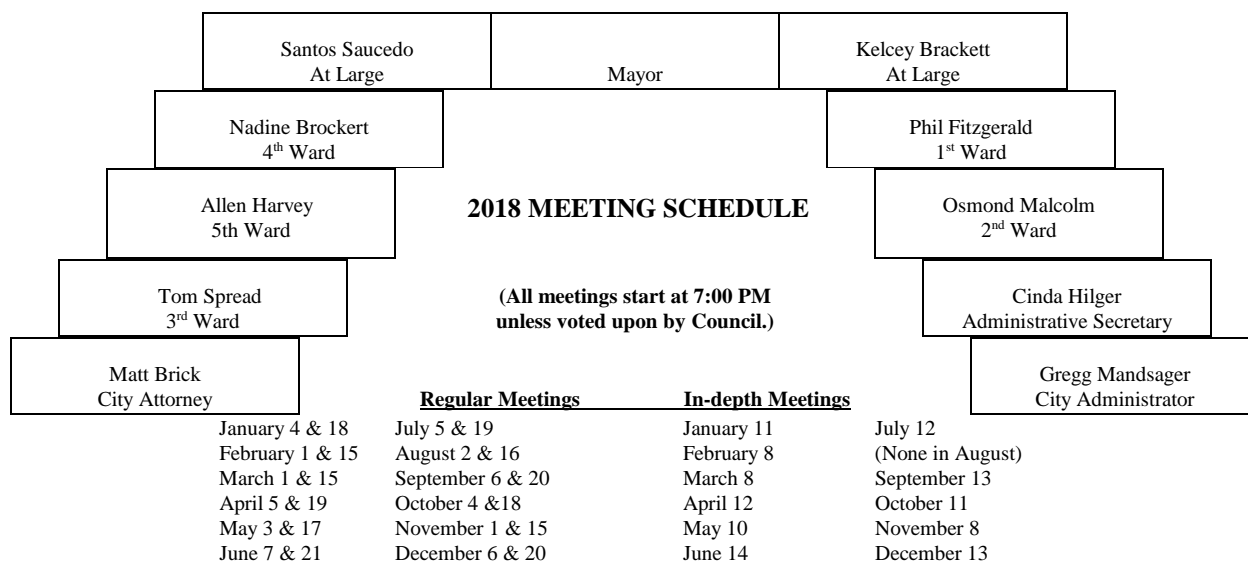 Santos Saucedo
At Large
Mayor
Kelcey Brackett
At Large
Nadine Brockert
4th Ward
Phil Fitzgerald
1st Ward
Allen Harvey
5th Ward
2018 MEETING SCHEDULE
Osmond Malcolm
2nd Ward
Tom Spread
3rd Ward
(All meetings start at 7:00 PM
unless voted upon by Council.)
Cinda Hilger
Administrative Secretary
Matt Brick
City Attorney
Gregg Mandsager
City Administrator
Regular Meetings In-depth Meetings
January 4 & 18 July 5 & 19 January 11 July 12
February 1 & 15 August 2 & 16 February 8 (None in August)
March 1 & 15 September 6 & 20 March 8 September 13
April 5 & 19 October 4 &18 April 12 October 11
May 3 & 17 November 1 & 15 May 10 November 8
June 7 & 21 December 6 & 20 June 14 December 13